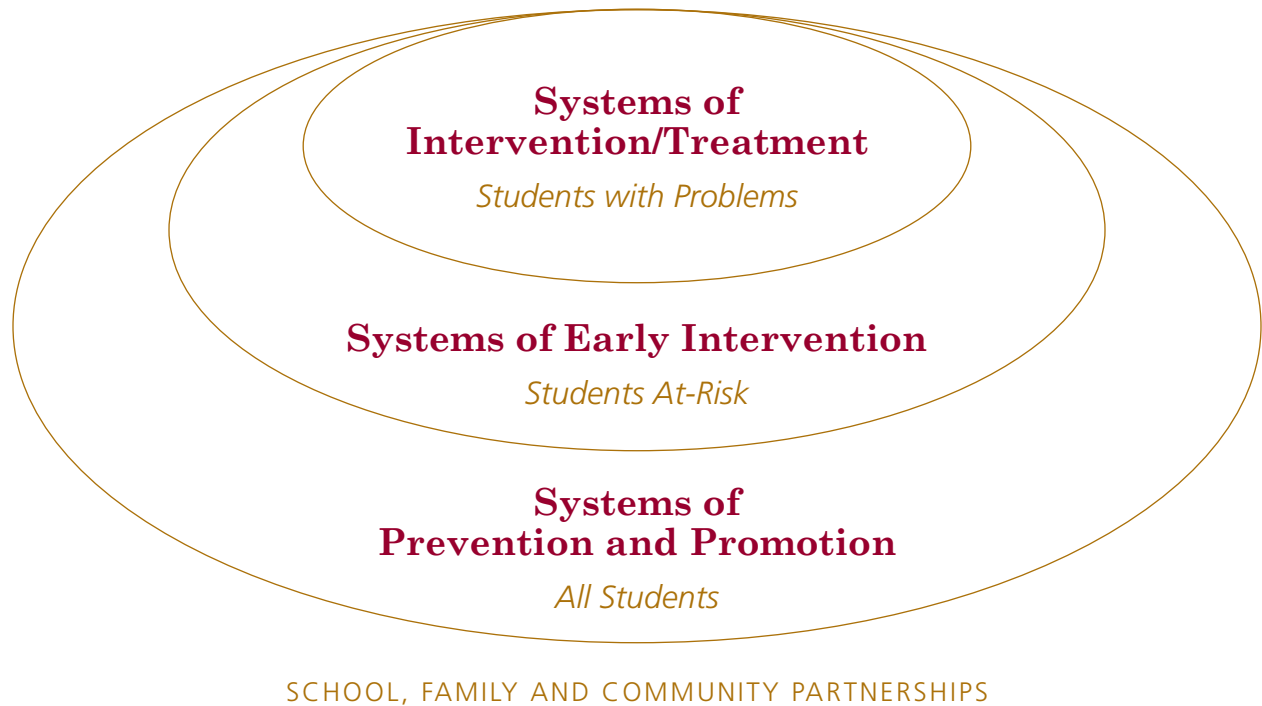 Systems of
Intervention/Treatment
Students with Problems
Systems of Early Intervention
Students At-Risk
Systems of
Prevention and Promotion
All Students
SCHOOL, FAMILY AND COMMUNITY PARTNERSHIPS